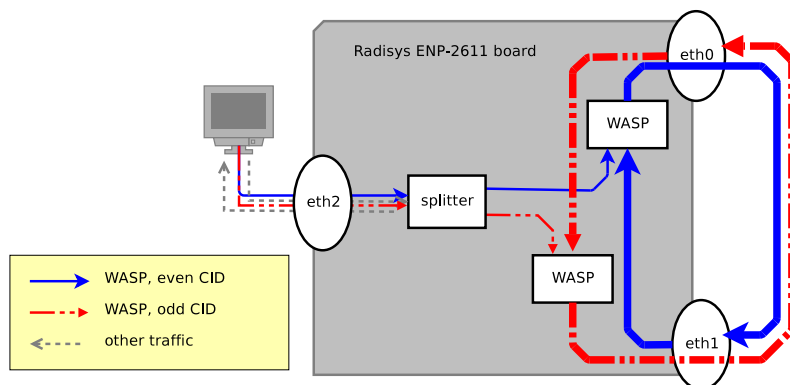 Radisys ENP-2611 board
eth0
WASP
eth2
splitter
WASP
eth1
WASP, even CID
WASP, odd CID
other traffic